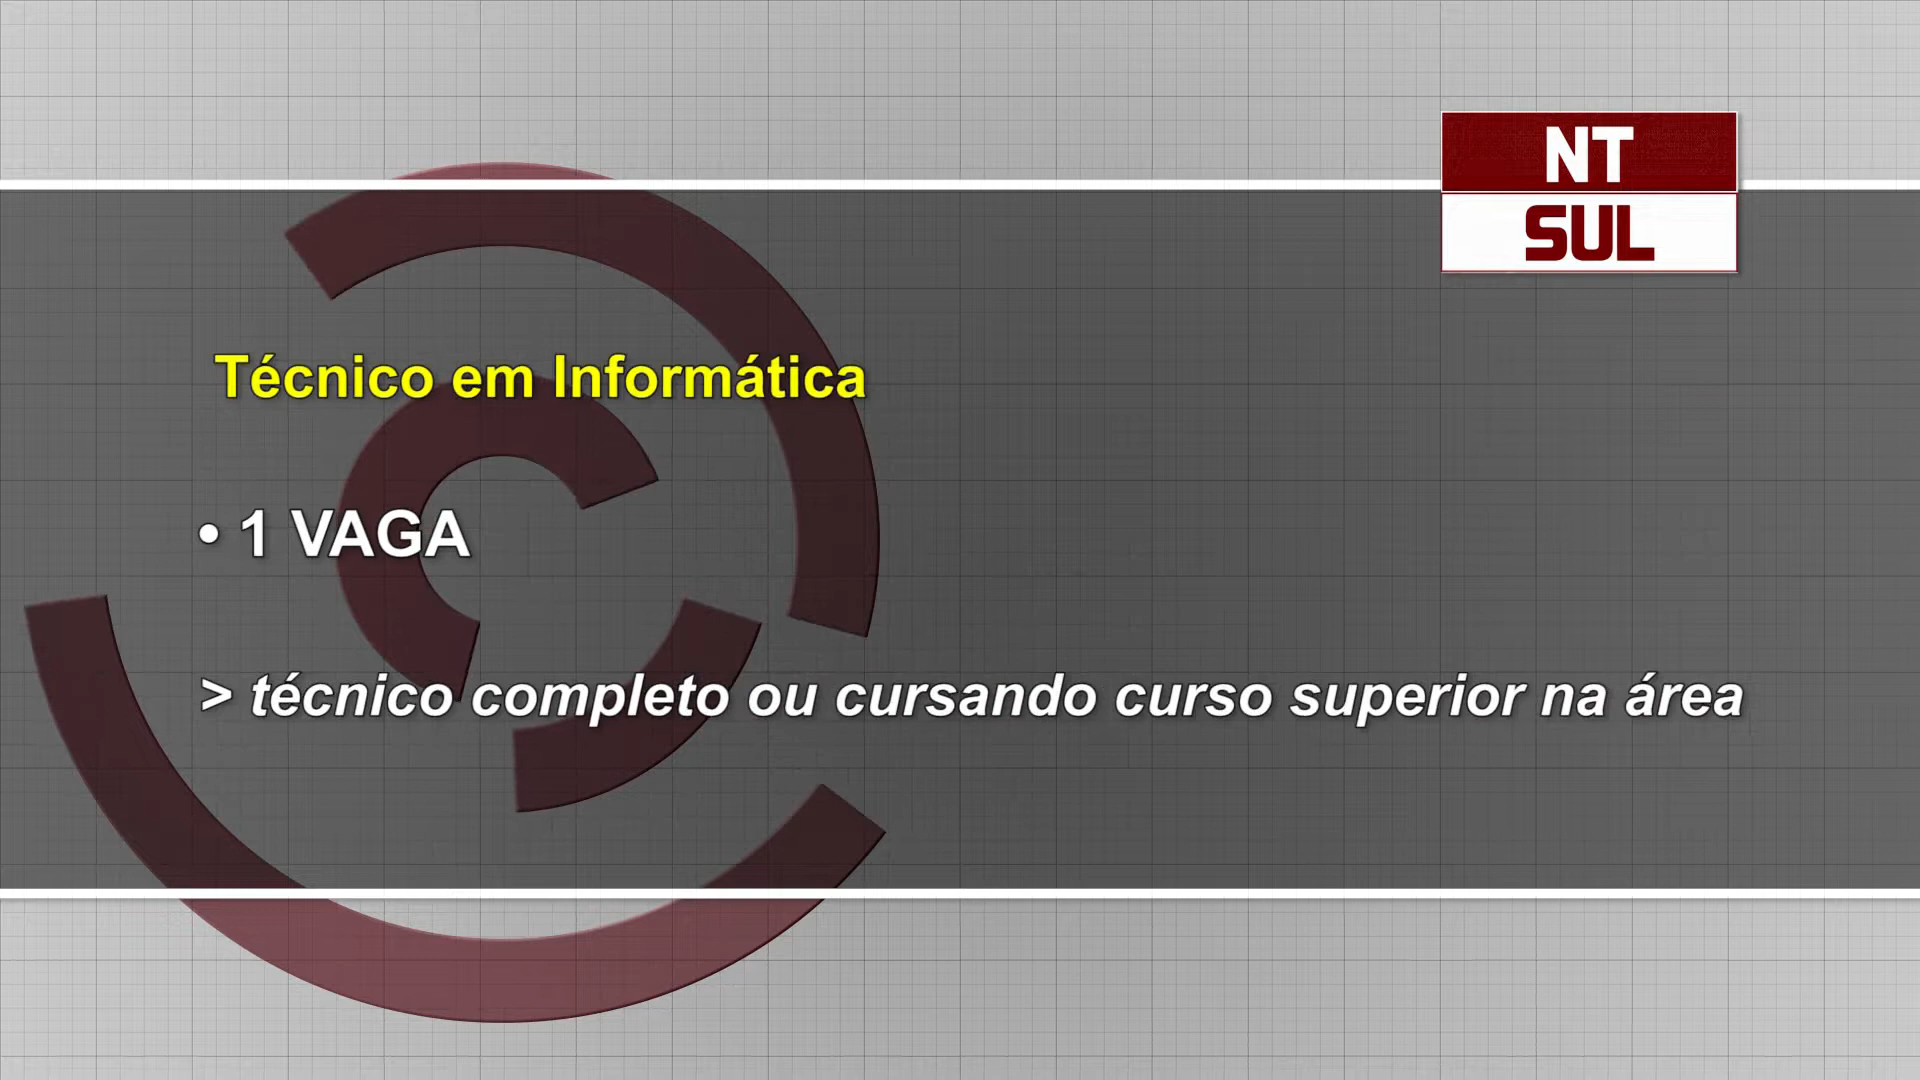 NT
SUL
Técnico em Informática
• 1 VAGA
> técnico completo ou cursando curso superior na área